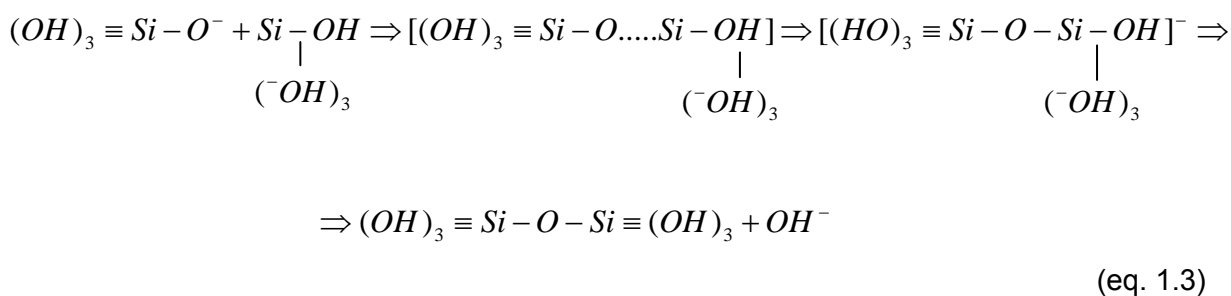 (OH)₃ ≡ Si − O⁻ + Si − OH ⇒ [(OH)₃ ≡ Si − O.....Si − OH] ⇒ [(HO)₃ ≡ Si − O − Si − OH]⁻ ⇒
(⁻OH)₃ (⁻OH)₃ (⁻OH)₃
⇒ (OH)₃ ≡ Si − O − Si ≡ (OH)₃ + OH⁻
(eq. 1.3)